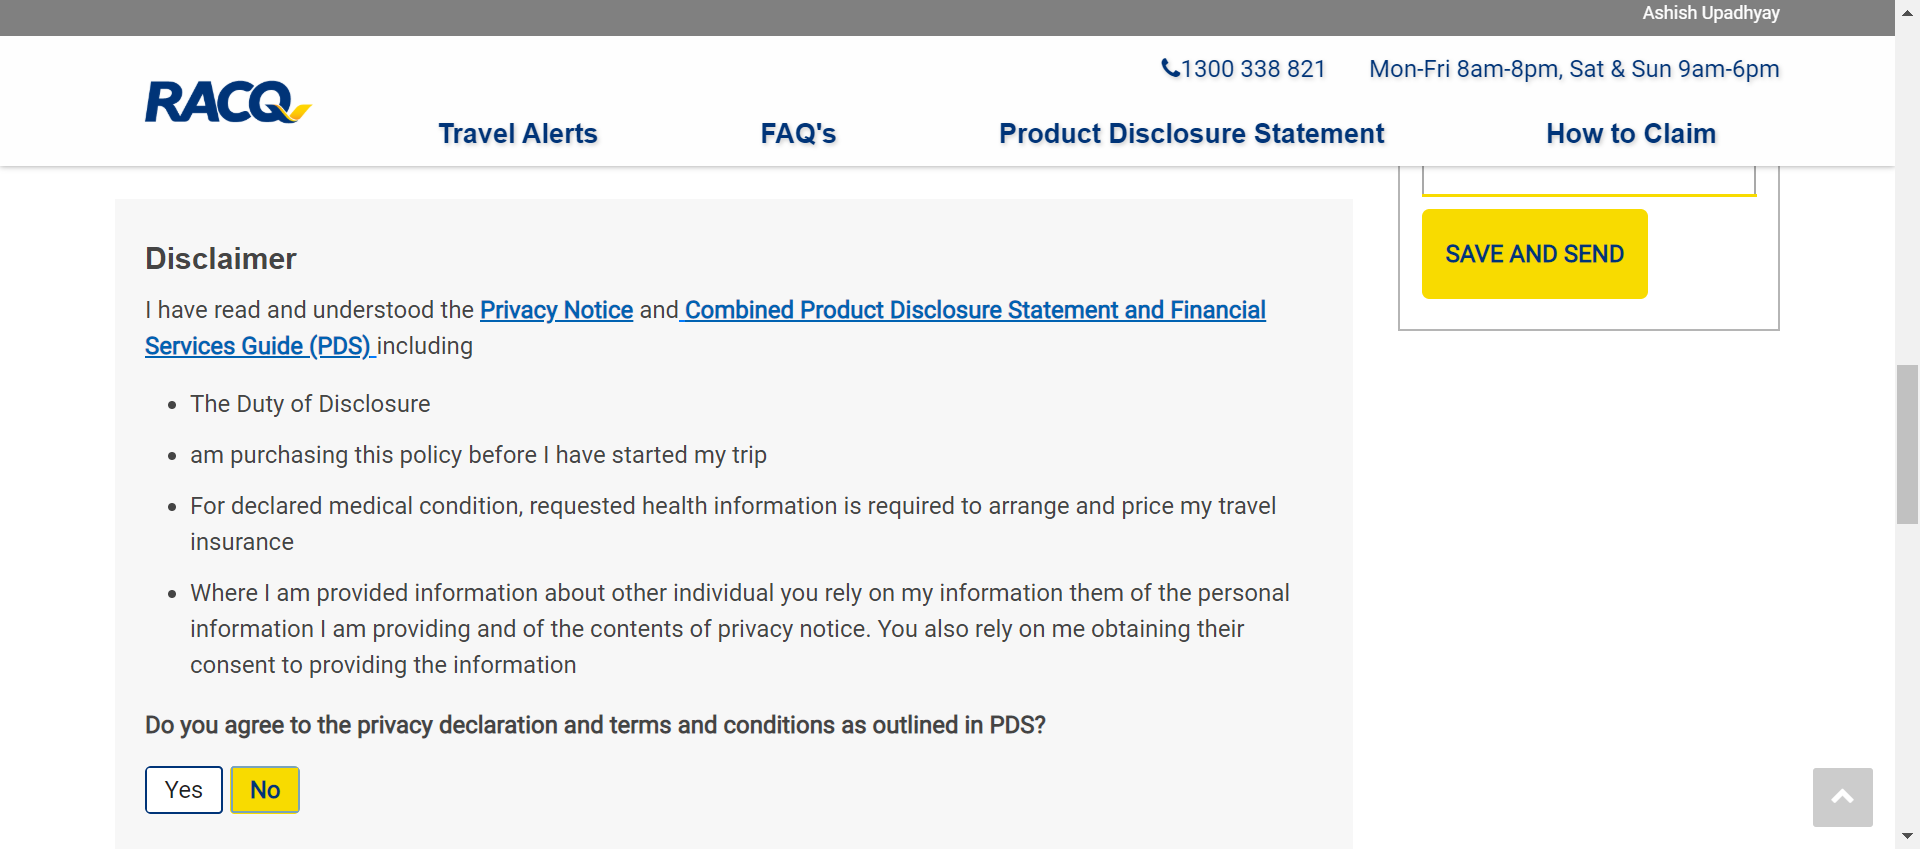 Ashish Upadhyay
1300 338 821 Mon-Fri 8am-8pm, Sat & Sun 9am-6pm
RACQ
Travel Alerts FAQ's Product Disclosure Statement How to Claim
SAVE AND SEND
Disclaimer
I have read and understood the Privacy Notice and Combined Product Disclosure Statement and Financial
Services Guide (PDS) including
• The Duty of Disclosure
• am purchasing this policy before I have started my trip
• For declared medical condition, requested health information is required to arrange and price my travel
insurance
• Where I am provided information about other individual you rely on my information them of the personal
information I am providing and of the contents of privacy notice. You also rely on me obtaining their
consent to providing the information
Do you agree to the privacy declaration and terms and conditions as outlined in PDS?
Yes No